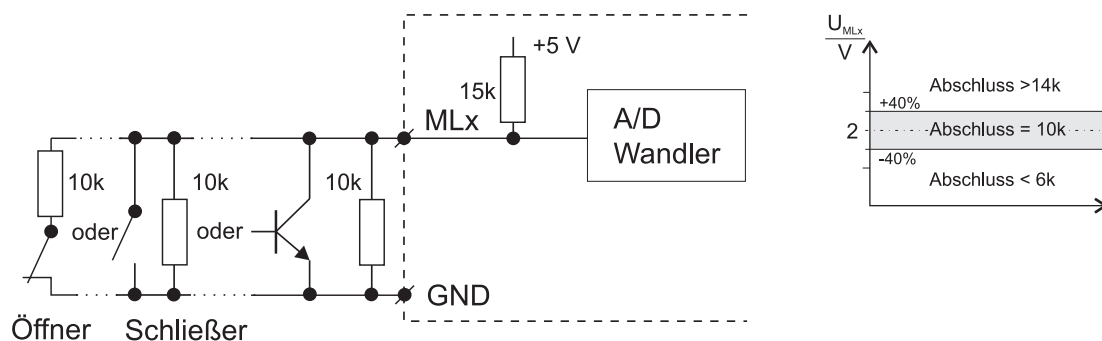 +5 V
15k
MLx
A/D
Wandler
10k
oder
10k
oder
10k
GND
Öffner
Schließer
U_MLx
V
Abschluss >14k
+40%
2
Abschluss = 10k
-40%
Abschluss < 6k